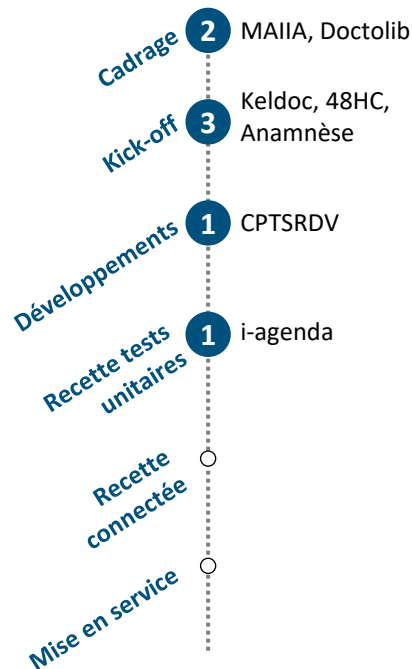 Cadrage
2
MAIIA, Doctolib
Kick-off
3
Keldoc, 48HC,
Anamnèse
Développements
1
CPTSRDV
Recette tests
unitaires
1
i-agenda
Recette
connectée
Mise en service